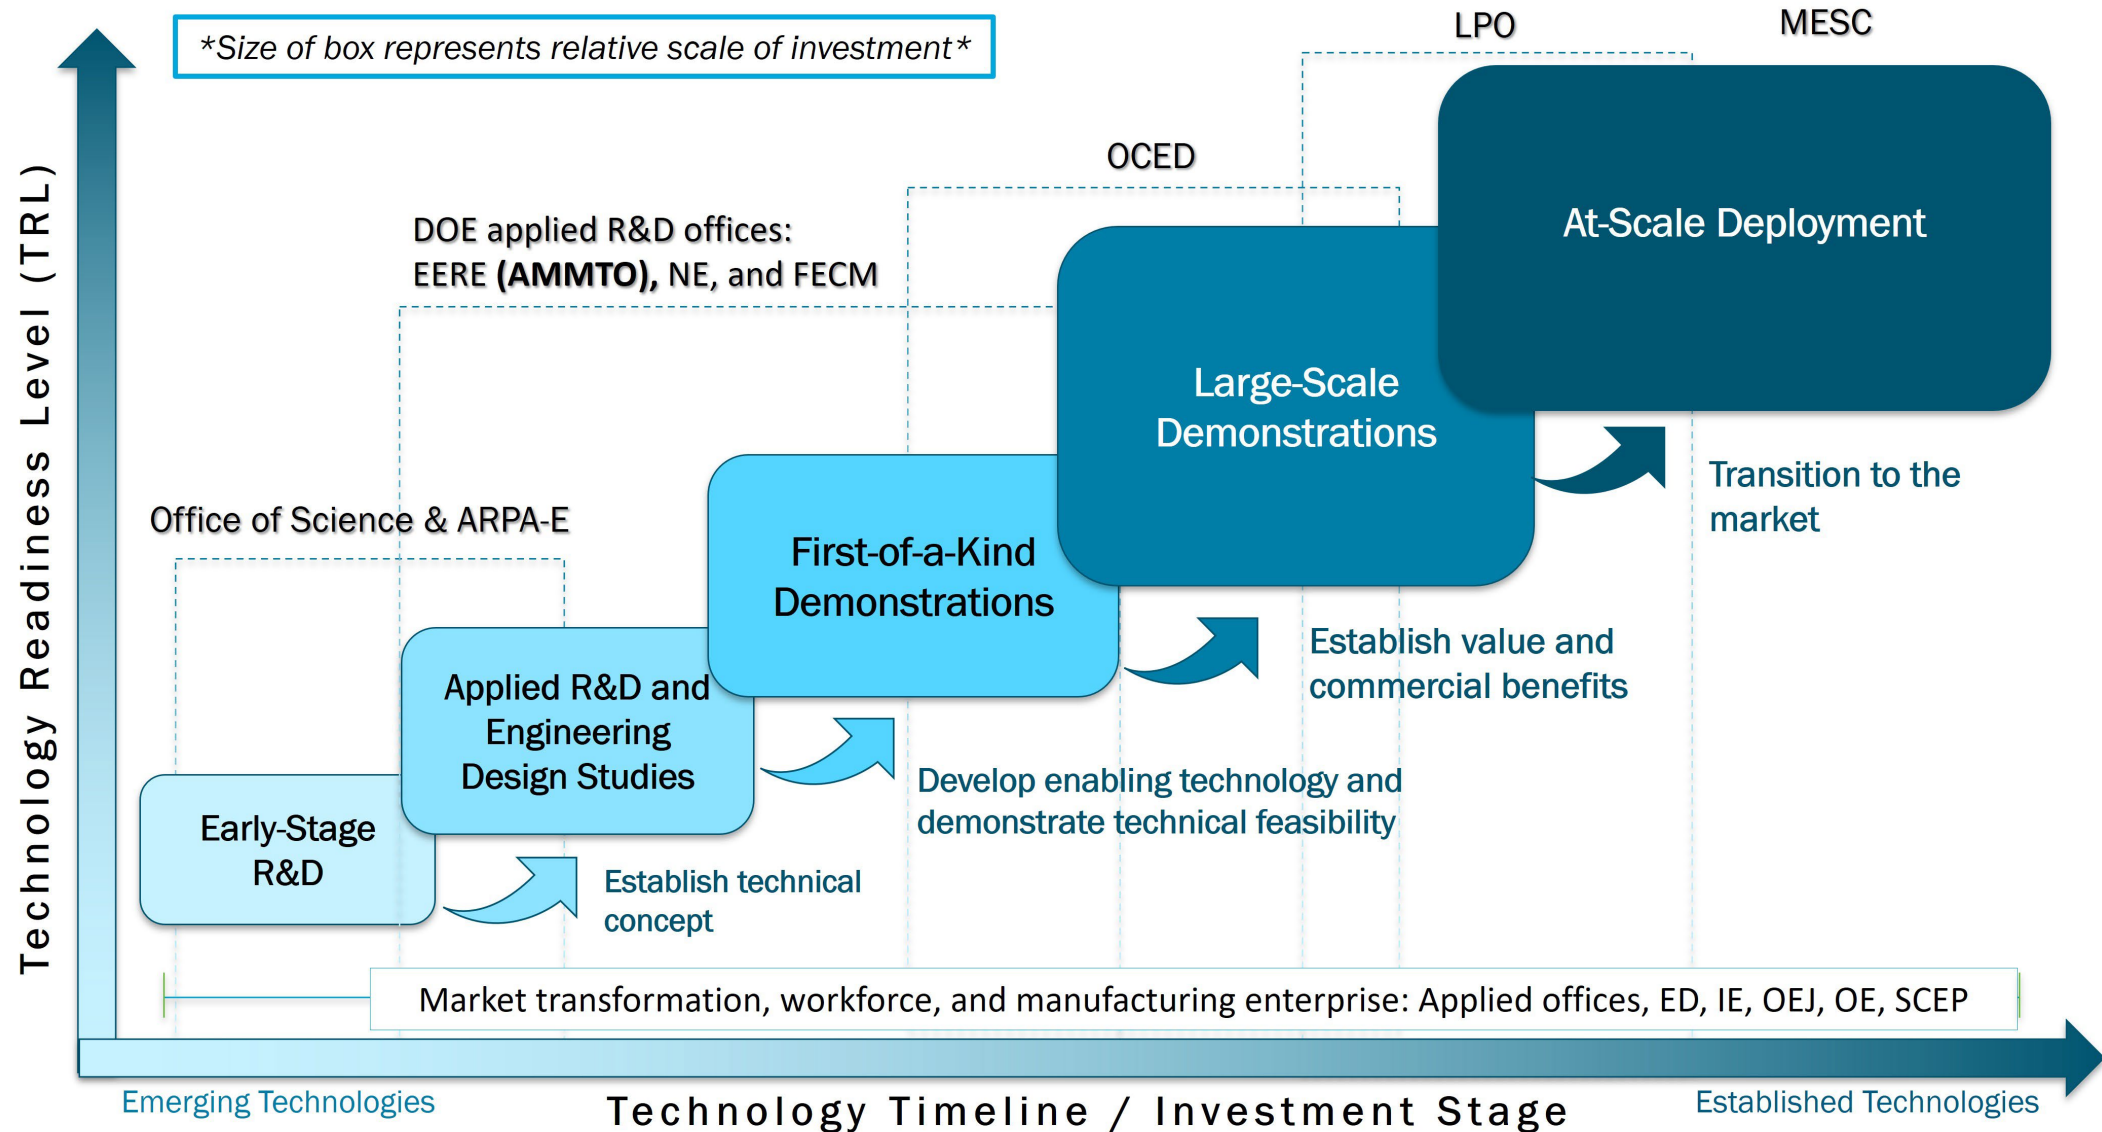 *Size of box represents relative scale of investment*
LPO
MESC
OCED
At-Scale Deployment
DOE applied R&D offices:
EERE (AMMTO), NE, and FECM
Large-Scale
Demonstrations
Transition to the
market
Office of Science & ARPA-E
First-of-a-Kind
Demonstrations
Establish value and
commercial benefits
Applied R&D and
Engineering
Design Studies
Develop enabling technology and
demonstrate technical feasibility
Early-Stage
R&D
Establish technical
concept
Market transformation, workforce, and manufacturing enterprise: Applied offices, ED, IE, OEJ, OE, SCEP
Technology Readiness Level (TRL)
Emerging Technologies
Technology Timeline / Investment Stage
Established Technologies